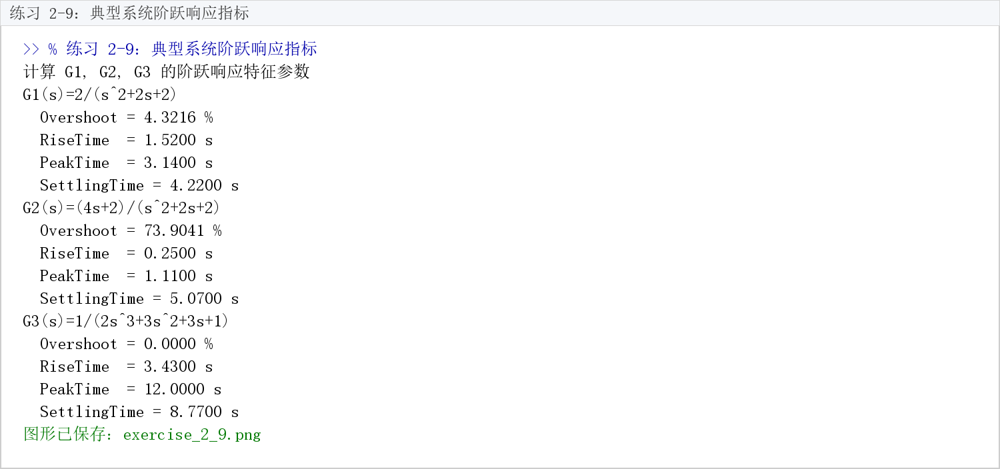 练习 2-9: 典型系统阶跃响应指标
>> % 练习 2-9: 典型系统阶跃响应指标
计算 G1, G2, G3 的阶跃响应特征参数
G1(s)=2/(s^2+2s+2)
  Overshoot = 4.3216 %
  RiseTime  = 1.5200 s
  PeakTime  = 3.1400 s
  SettlingTime = 4.2200 s
G2(s)=(4s+2)/(s^2+2s+2)
  Overshoot = 73.9041 %
  RiseTime  = 0.2500 s
  PeakTime  = 1.1100 s
  SettlingTime = 5.0700 s
G3(s)=1/(2s^3+3s^2+3s+1)
  Overshoot = 0.0000 %
  RiseTime  = 3.4300 s
  PeakTime  = 12.0000 s
  SettlingTime = 8.7700 s
图形已保存: exercise_2_9.png